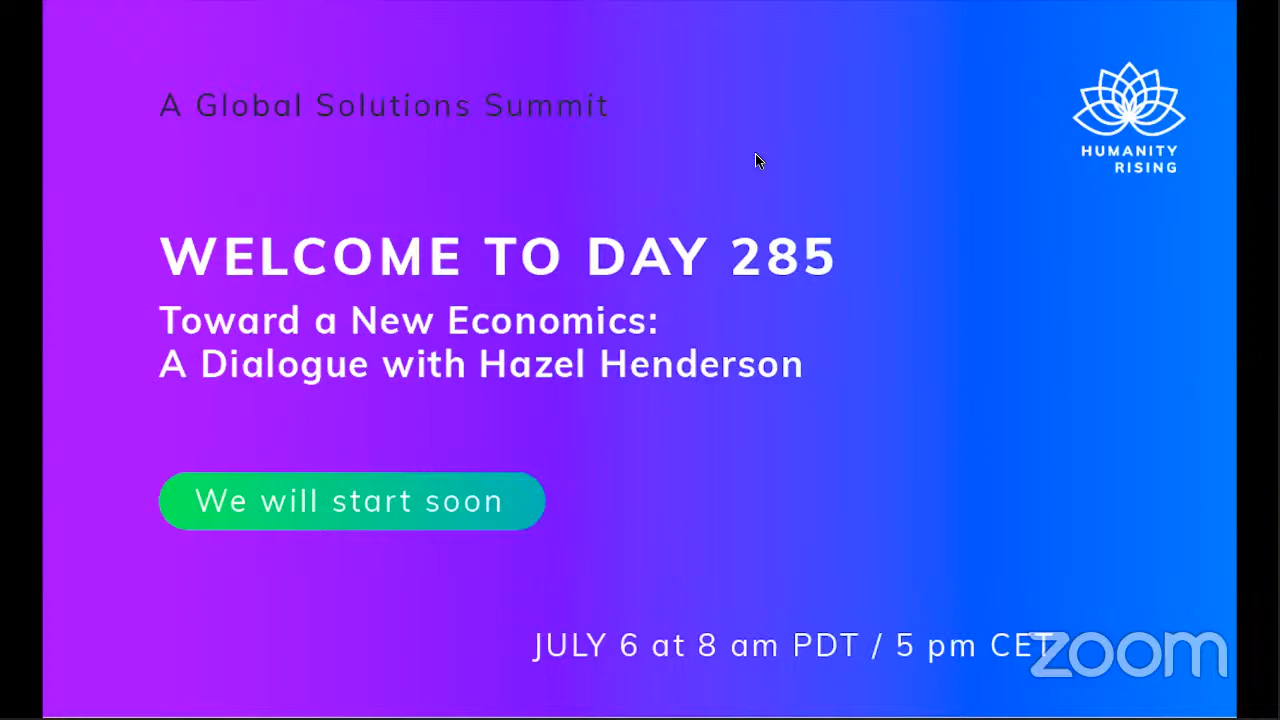 A Global Solutions Summit
HUMANITY
RISING
WELCOME TO DAY 285
Toward a New Economics:
A Dialogue with Hazel Henderson
We will start soon
JULY 6 at 8 am PDT / 5 pm CET
zoom